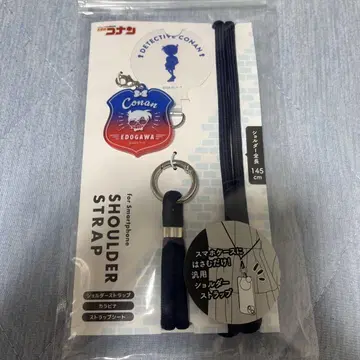 コナン
DETECTIVE CONAN
Conan
EDOGAWA
for Smartphone
SHOULDER
STRAP
ショルダーストラップ
カラビナ
ストラップシート
ショルダー全長
145
cm
スマホケースに
はさむだけ!
汎用
ショルダー
ストラップ